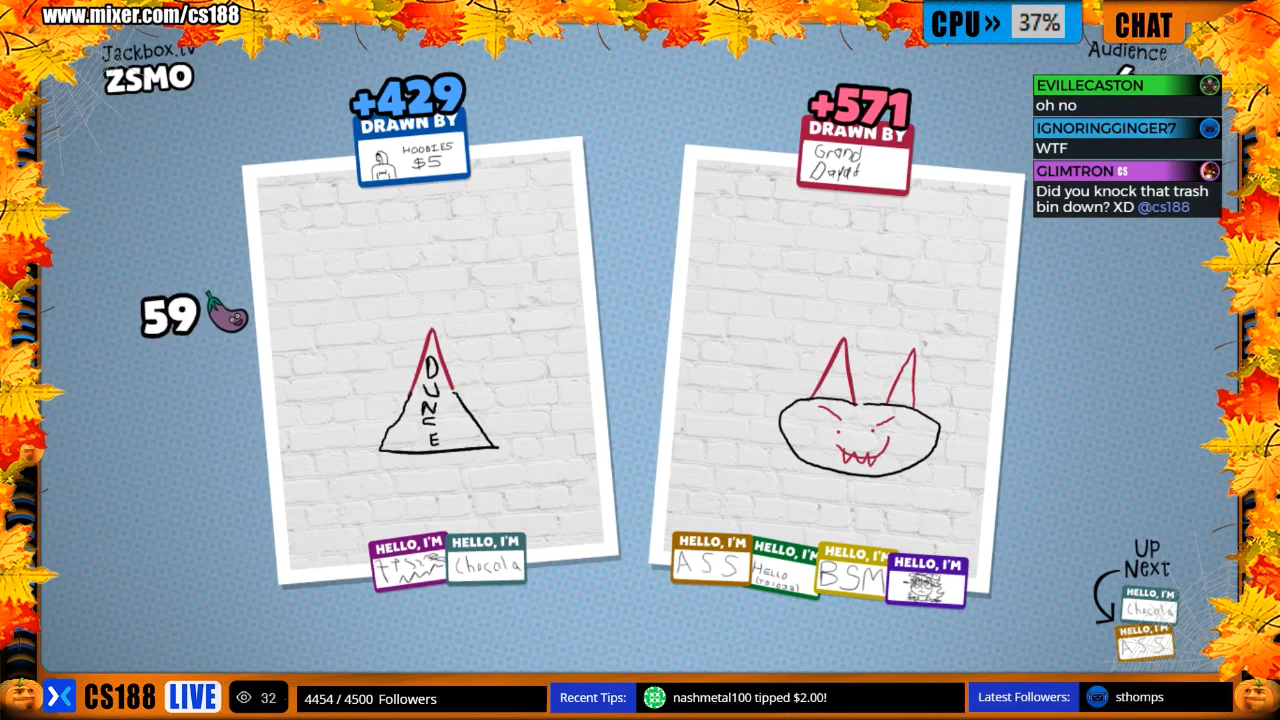 www.mixer.com/cs188
CPU» 37%
CHAT
Jackbox.tv
ZSMO
Audience
+429
DRAWN BY
HOODIES
$5
+571
DRAWN BY
Grand
EVILLECASTON
oh no
IGNORINGGINGER7
WTF
GLIMTRON CS
Did you knock that trash
bin down? XD @cs188
59
DUNCE
HELLO, I'M
HELLO, I'M
Chocola
HELLO, I'M
ASS
HELLO, I'M
HELLO
HELLO, I'M
BSM
HELLO, I'M
UP
NEXT
HELLO, I'M
Chocola
HELLO, I'M
ASS
CS188 LIVE
32
4454 / 4500 Followers
Recent Tips:
nashmetal100 tipped $2.00!
Latest Followers:
sthomps